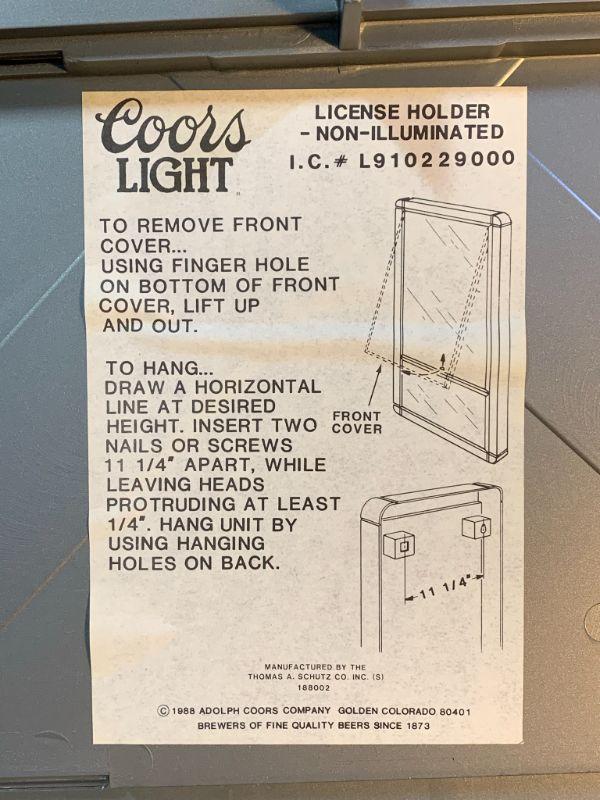 Coors
LIGHT
LICENSE HOLDER
- NON-ILLUMINATED
I.C.# L910229000
TO REMOVE FRONT
COVER...
USING FINGER HOLE
ON BOTTOM OF FRONT
COVER, LIFT UP
AND OUT.
TO HANG...
DRAW A HORIZONTAL
LINE AT DESIRED
HEIGHT. INSERT TWO
NAILS OR SCREWS
11 1/4" APART, WHILE
LEAVING HEADS
PROTRUDING AT LEAST
1/4". HANG UNIT BY
USING HANGING
HOLES ON BACK.
FRONT
COVER
11 1/4"
MANUFACTURED BY THE
THOMAS A. SCHUTZ CO. INC. (S)
188002
© 1988 ADOLPH COORS COMPANY GOLDEN COLORADO 80401
BREWERS OF FINE QUALITY BEERS SINCE 1873